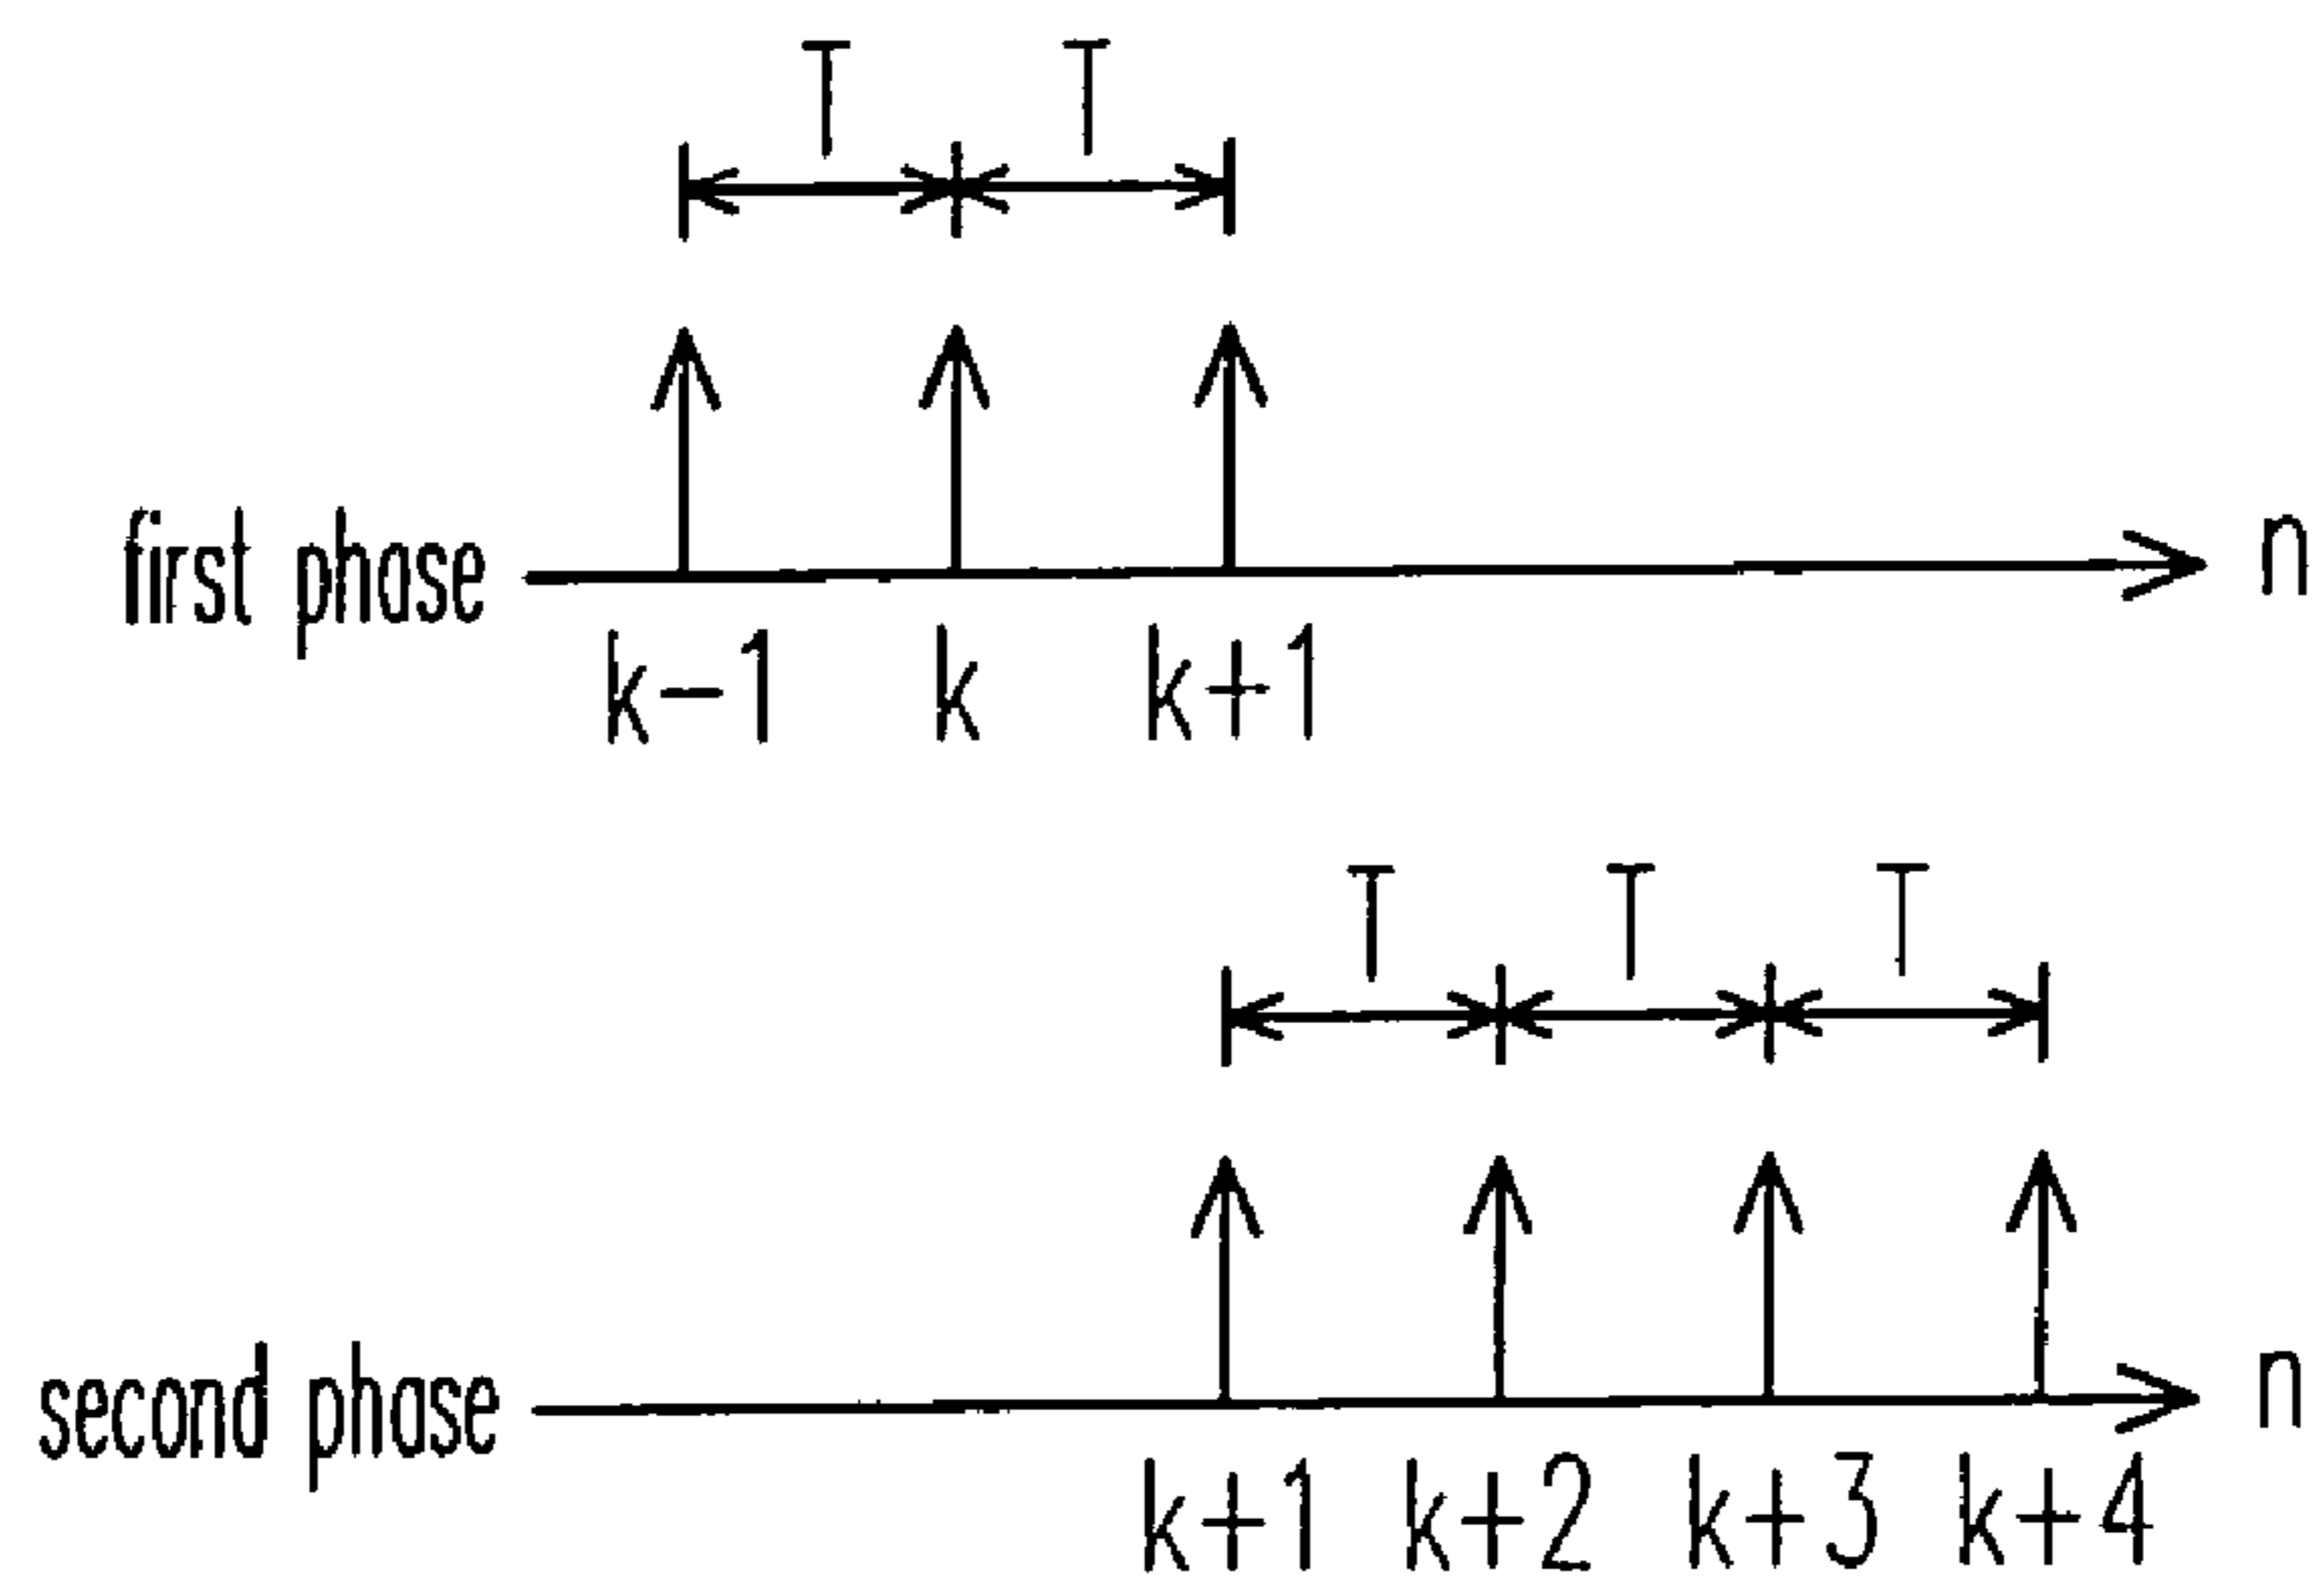 T T
first phase n
k-1 k k+1
T T T
second phase n
k+1 k+2 k+3 k+4